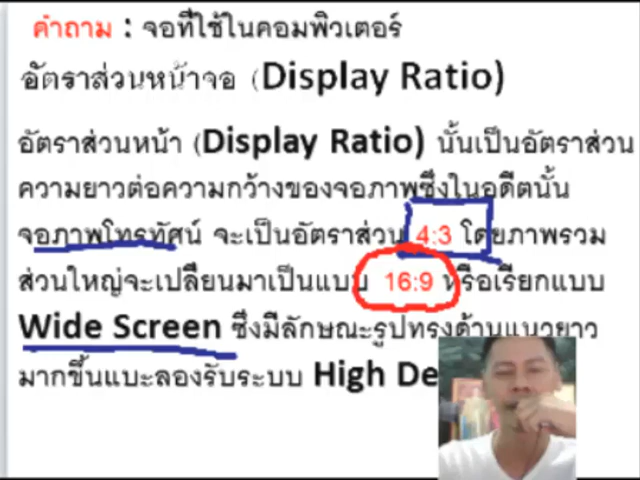 คำถาม : จอที่ใช้ในคอมพิวเตอร์
อัตราส่วนหน้าจอ (Display Ratio)
อัตราส่วนหน้า (Display Ratio) นั้นเป็นอัตราส่วน
ความยาวต่อความกว้างของจอภาพซึ่งในอดีตนั้น
จอภาพโทรทัศน์ จะเป็นอัตราส่วน 4:3 โดยภาพรวม
ส่วนใหญ่จะเปลี่ยนมาเป็นแบบ 16:9 หรือเรียกแบบ
Wide Screen ซึ่งมีลักษณะรูปทรงด้านแนวยาว
มากขึ้นแบะลองรับระบบ High De